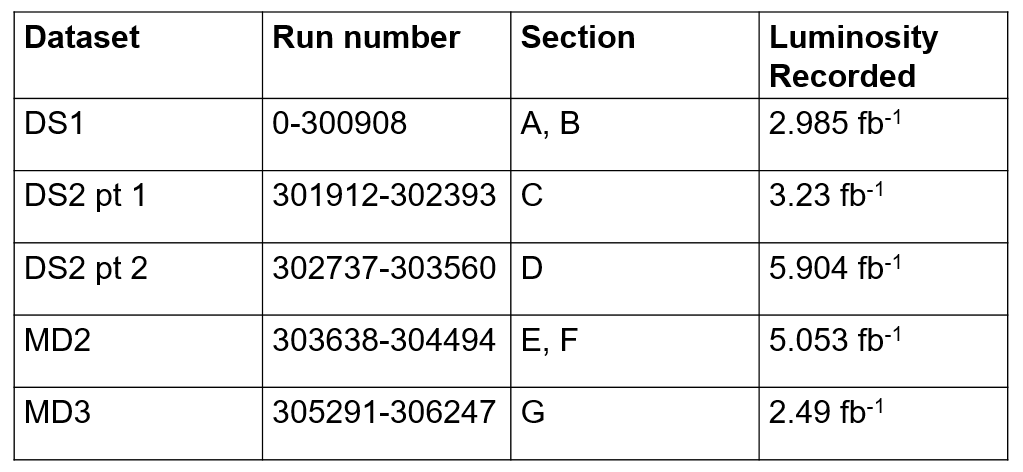 Dataset Run number Section Luminosity
Recorded
DS1 0-300908 A, B 2.985 fb⁻¹
DS2 pt 1 301912-302393 C 3.23 fb⁻¹
DS2 pt 2 302737-303560 D 5.904 fb⁻¹
MD2 303638-304494 E, F 5.053 fb⁻¹
MD3 305291-306247 G 2.49 fb⁻¹